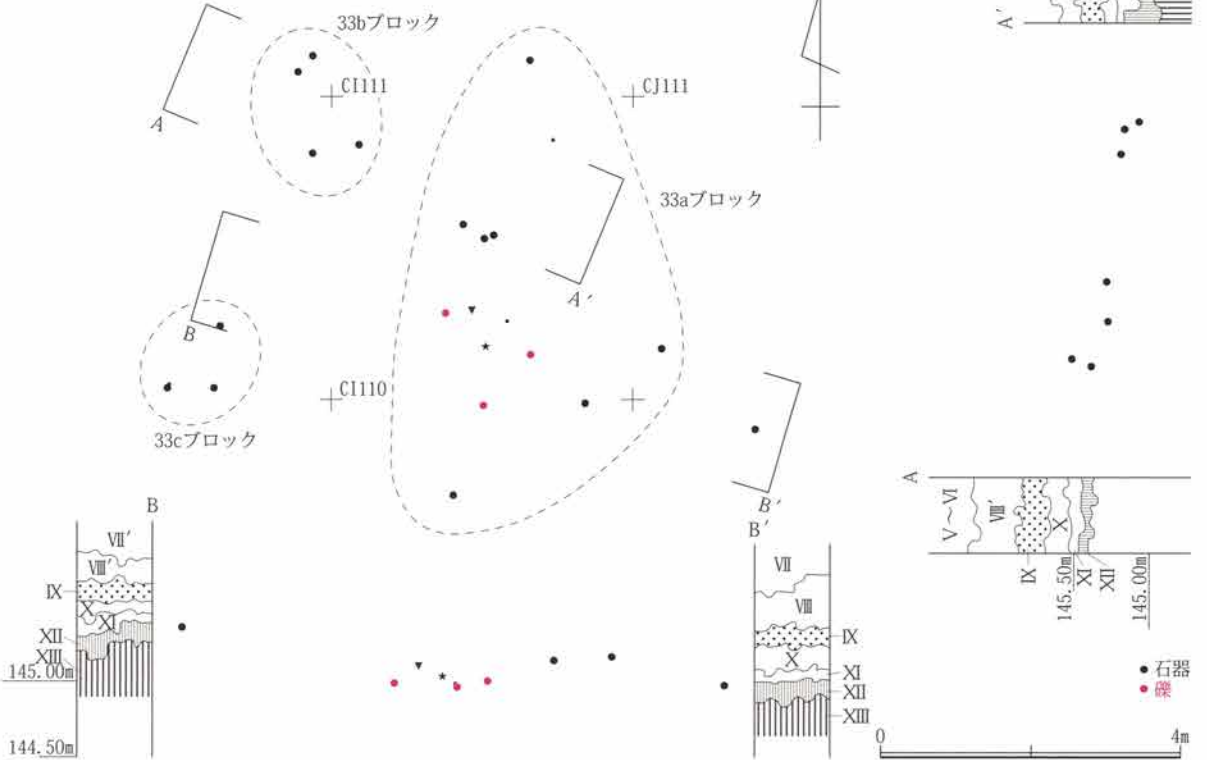 33bブロック
A'
CI111
CJ111
A
33aブロック
A'
B
CI110
33cブロック
B'
B
VII'
VIII'
IX
X
XI
XII
XIII
145.00m
144.50m
B'
VII
VIII
IX
X
XI
XII
XIII
A
V～VI
VIII'
X
IX
145.50m
XI
XII
145.00m
石器
礫
0
4m